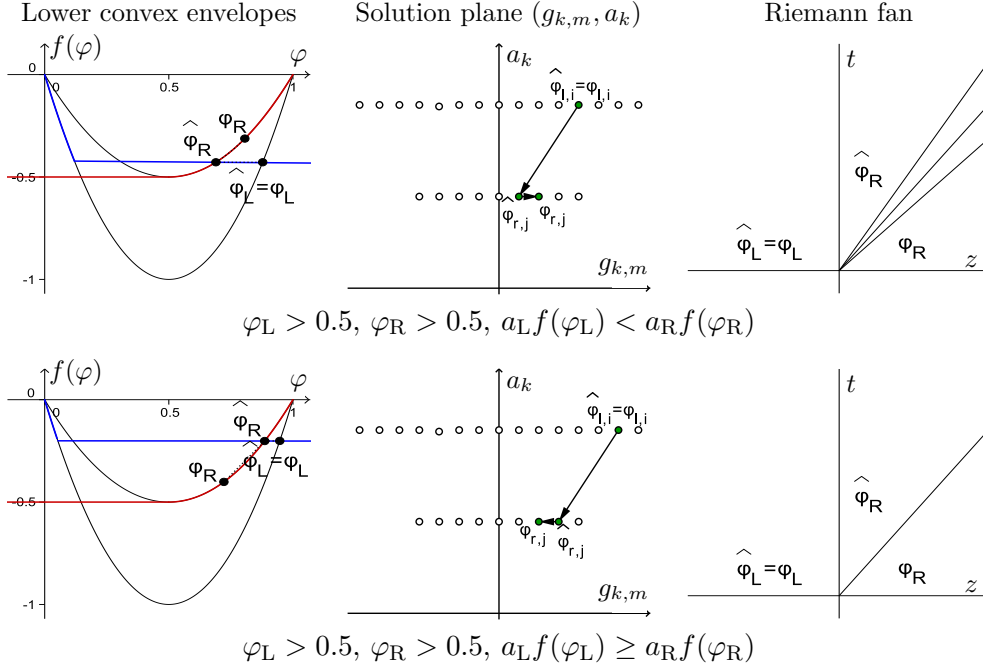 Lower convex envelopes
Solution plane (g_{k,m}, a_k)
Riemann fan
f(φ)
φ
0
0
0.5
1
-0.5
-1
φ_R
φ̂_R
φ̂_L=φ_L
a_k
φ̂_{l,i}=φ_{l,i}
φ̂_{r,j}
φ_{r,j}
g_{k,m}
t
φ̂_R
φ̂_L=φ_L
φ_R
z
φ_L > 0.5, φ_R > 0.5, a_L f(φ_L) < a_R f(φ_R)
f(φ)
φ
0
0
0.5
1
-0.5
-1
φ̂_R
φ_R
φ̂_L=φ_L
a_k
φ̂_{l,i}=φ_{l,i}
φ_{r,j}
φ̂_{r,j}
g_{k,m}
t
φ̂_R
φ̂_L=φ_L
φ_R
z
φ_L > 0.5, φ_R > 0.5, a_L f(φ_L) ≥ a_R f(φ_R)